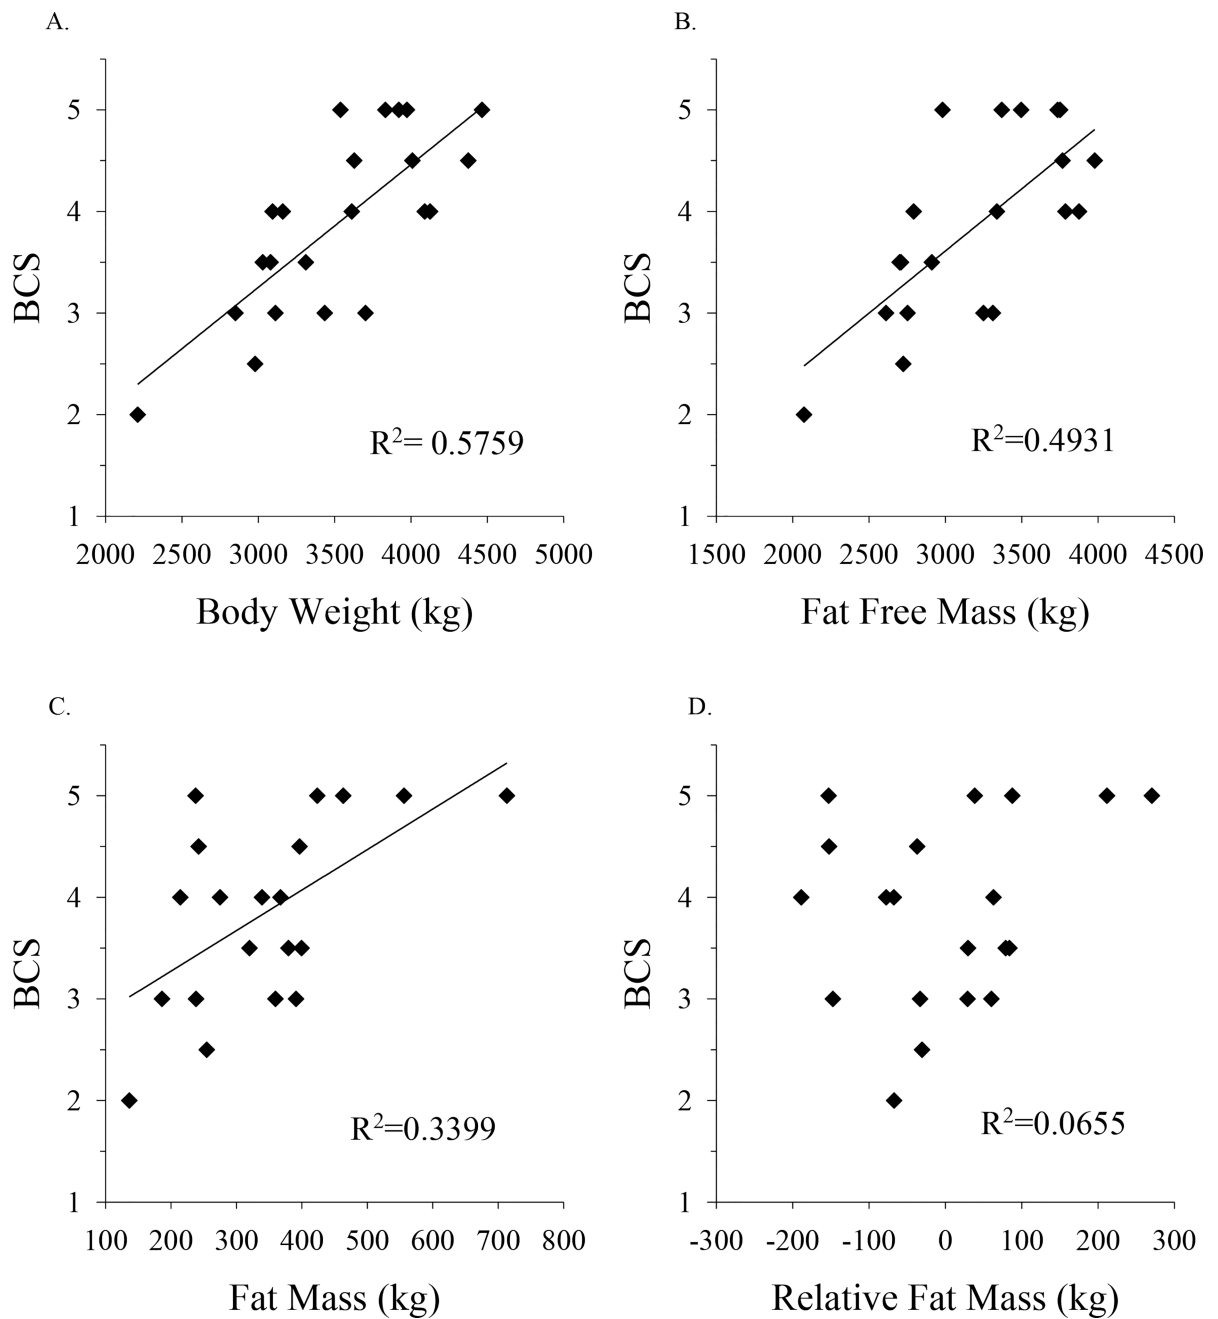 A.
BCS
5
4
3
2
1
2000 2500 3000 3500 4000 4500 5000
Body Weight (kg)
R²= 0.5759
B.
BCS
5
4
3
2
1
1500 2000 2500 3000 3500 4000 4500
Fat Free Mass (kg)
R²=0.4931
C.
BCS
5
4
3
2
1
100 200 300 400 500 600 700 800
Fat Mass (kg)
R²=0.3399
D.
BCS
5
4
3
2
1
-300 -200 -100 0 100 200 300
Relative Fat Mass (kg)
R²=0.0655